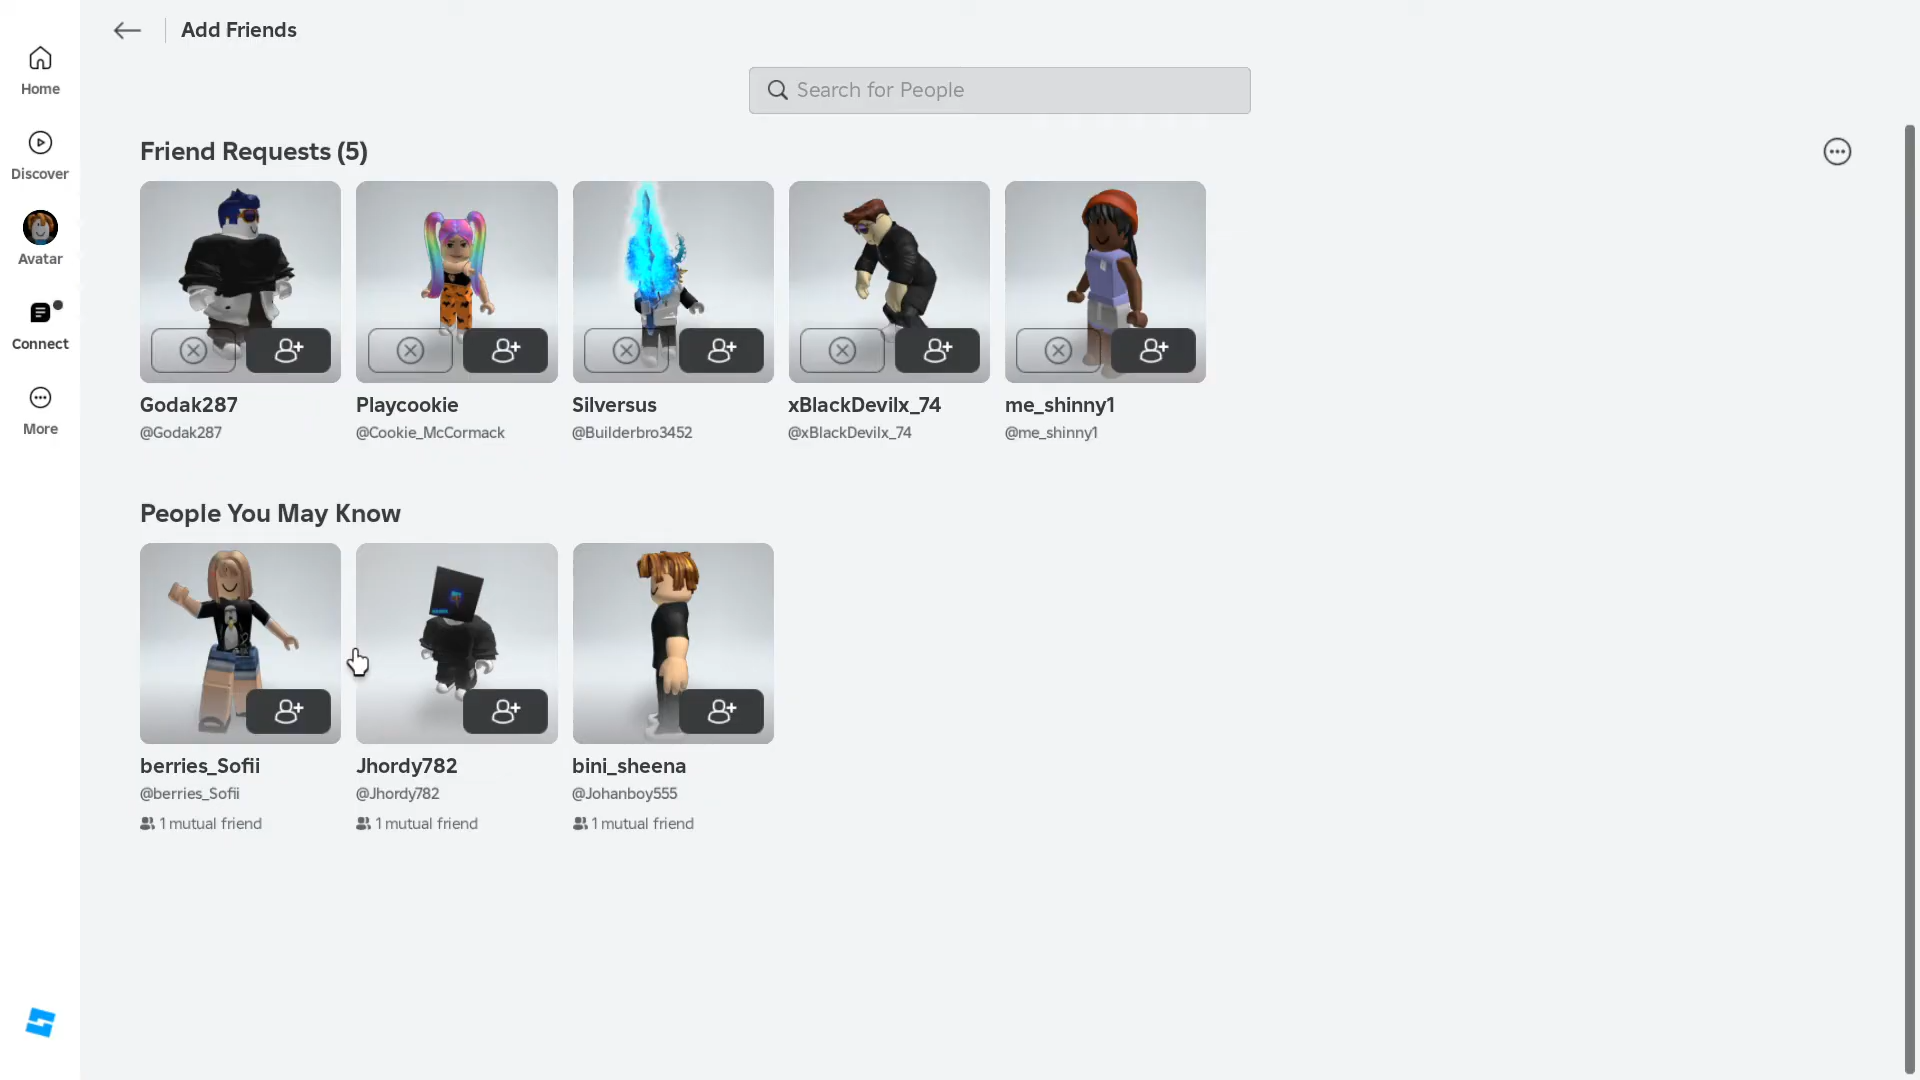 Add Friends
Search for People
Home
Discover
Avatar
Connect
More
Friend Requests (5)
Godak287
@Godak287
Playcookie
@Cookie_McCormack
Silversus
@Builderbro3452
xBlackDevilx_74
@xBlackDevilx_74
me_shinny1
@me_shinny1
People You May Know
berries_Sofii
@berries_Sofii
1 mutual friend
Jhordy782
@Jhordy782
1 mutual friend
bini_sheena
@Johanboy555
1 mutual friend